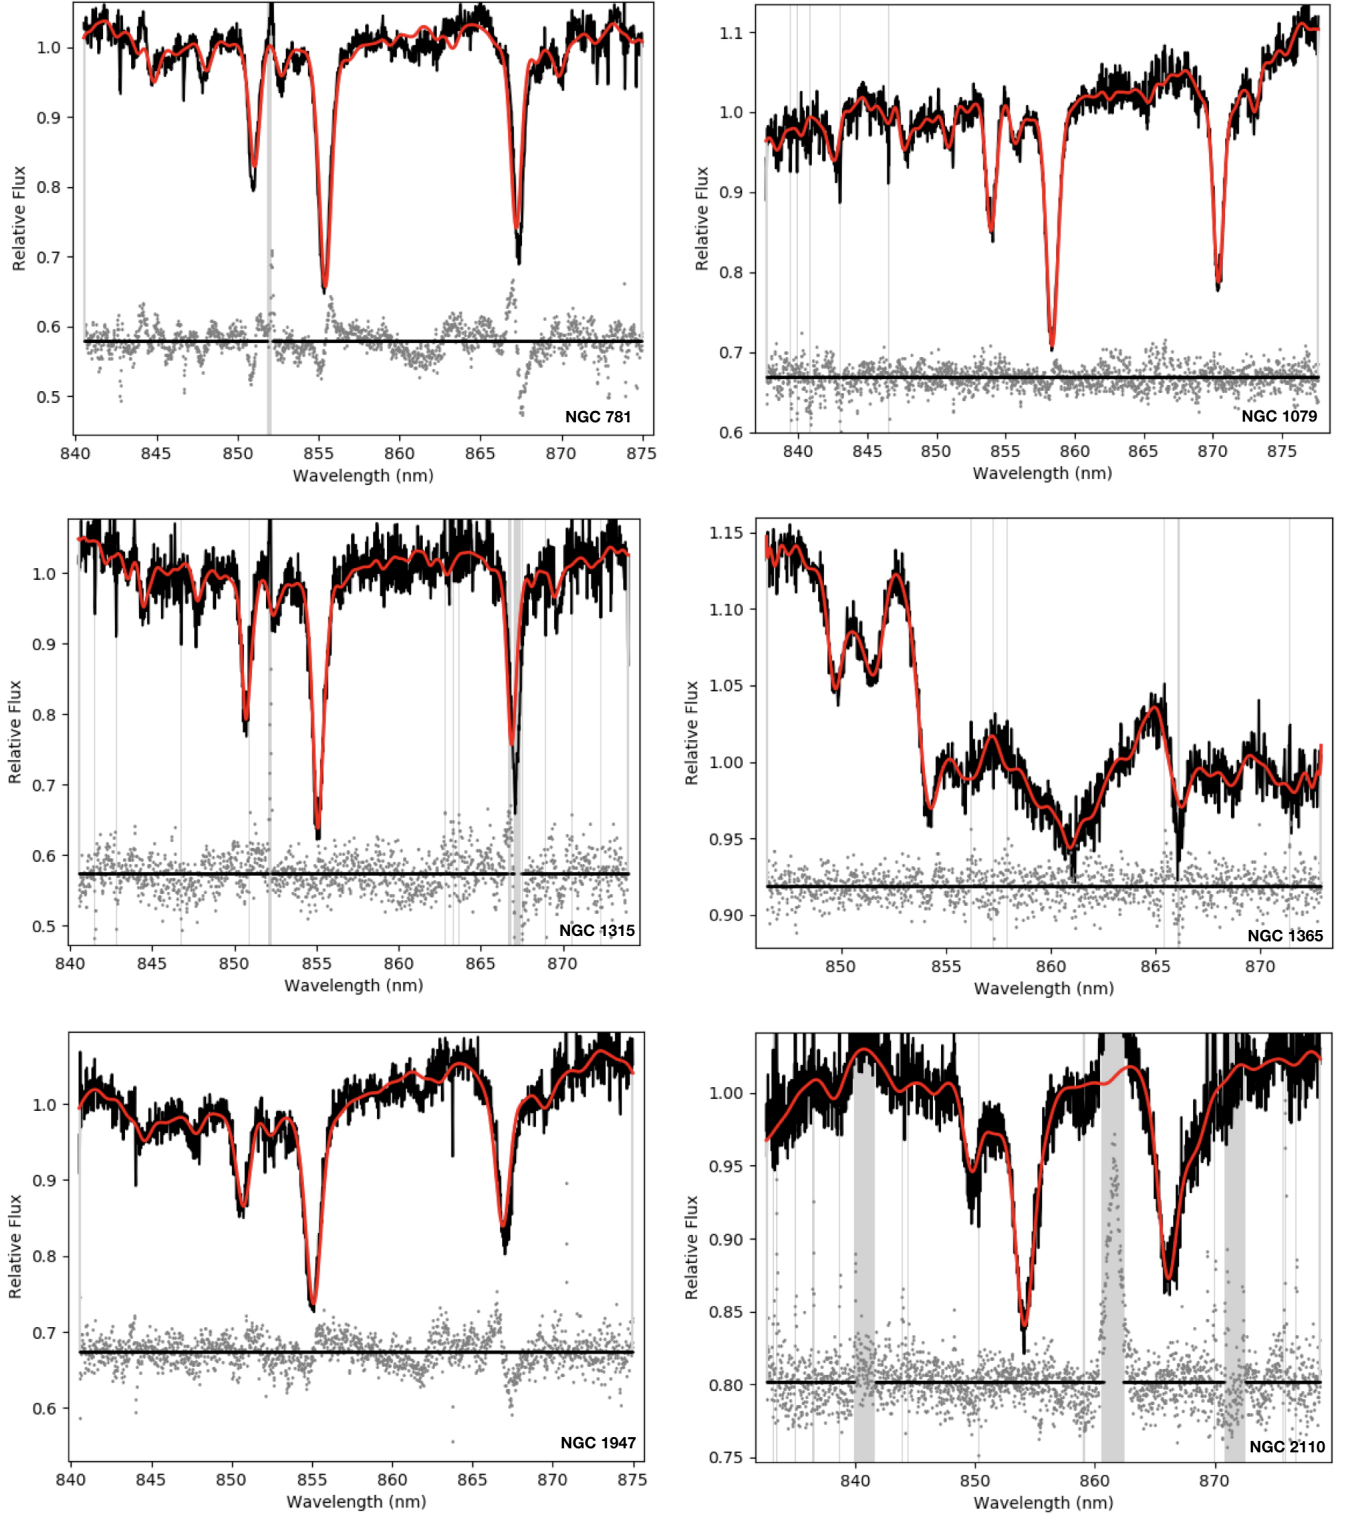 1.0
0.9
0.8
0.7
0.6
0.5
Relative Flux
NGC 781
840 845 850 855 860 865 870 875
Wavelength (nm)
1.1
1.0
0.9
0.8
0.7
0.6
Relative Flux
NGC 1079
840 845 850 855 860 865 870 875
Wavelength (nm)
1.0
0.9
0.8
0.7
0.6
0.5
Relative Flux
NGC 1315
840 845 850 855 860 865 870
Wavelength (nm)
1.15
1.10
1.05
1.00
0.95
0.90
Relative Flux
NGC 1365
850 855 860 865 870
Wavelength (nm)
1.0
0.9
0.8
0.7
0.6
Relative Flux
NGC 1947
840 845 850 855 860 865 870 875
Wavelength (nm)
1.00
0.95
0.90
0.85
0.80
0.75
Relative Flux
NGC 2110
840 850 860 870
Wavelength (nm)